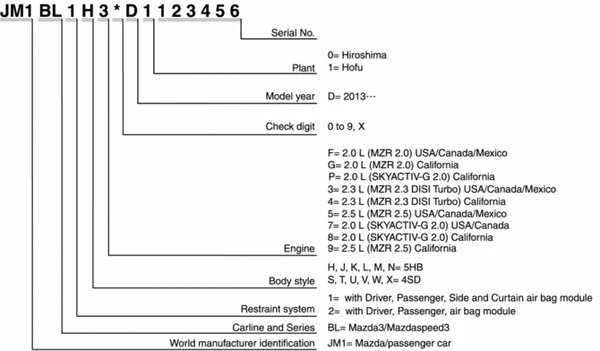 JM1 BL 1 H 3 * D 1 1 2 3 4 5 6
Serial No.
0= Hiroshima
Plant 1= Hofu
Model year D= 2013···
Check digit 0 to 9, X
F= 2.0 L (MZR 2.0) USA/Canada/Mexico
G= 2.0 L (MZR 2.0) California
P= 2.0 L (SKYACTIV-G 2.0) California
3= 2.3 L (MZR 2.3 DISI Turbo) USA/Canada/Mexico
4= 2.3 L (MZR 2.3 DISI Turbo) California
5= 2.5 L (MZR 2.5) USA/Canada/Mexico
7= 2.0 L (SKYACTIV-G 2.0) USA/Canada
8= 2.0 L (SKYACTIV-G 2.0) California
Engine 9= 2.5 L (MZR 2.5) California
H, J, K, L, M, N= 5HB
Body style S, T, U, V, W, X= 4SD
1= with Driver, Passenger, Side and Curtain air bag module
Restraint system 2= with Driver, Passenger, air bag module
Carline and Series BL= Mazda3/Mazdaspeed3
World manufacturer identification JM1= Mazda/passenger car